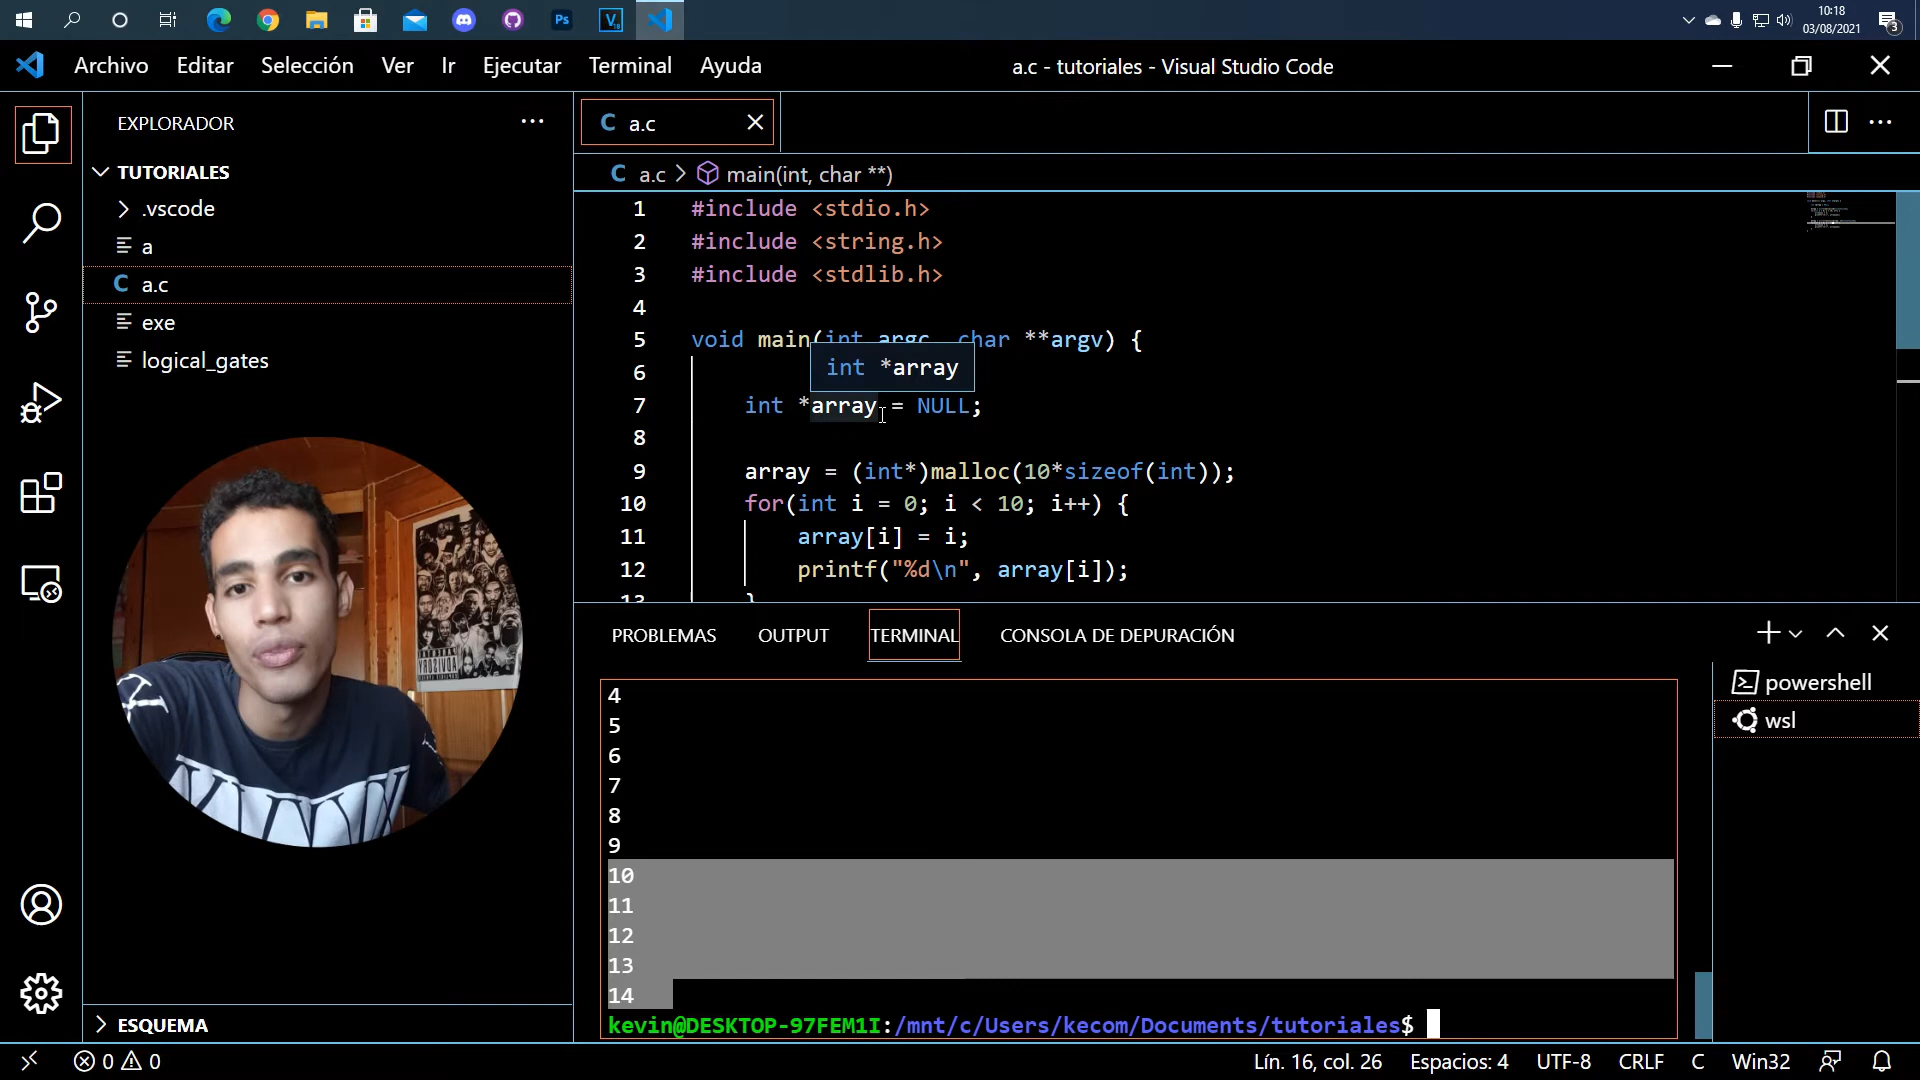 10:18
03/08/2021
3
Archivo Editar Selección Ver Ir Ejecutar Terminal Ayuda
a.c - tutoriales - Visual Studio Code
EXPLORADOR
TUTORIALES
.vscode
a
C a.c
exe
logical_gates
ESQUEMA
C a.c
C a.c > main(int, char **)
1 #include <stdio.h>
2 #include <string.h>
3 #include <stdlib.h>
4
5 void main(int argc, char **argv) {
int *array
6
7 int *array = NULL;
8
9 array = (int*)malloc(10*sizeof(int));
10 for(int i = 0; i < 10; i++) {
11 array[i] = i;
12 printf("%d\n", array[i]);
13 }
PROBLEMAS OUTPUT TERMINAL CONSOLA DE DEPURACIÓN
4
5
6
7
8
9
10
11
12
13
14
kevin@DESKTOP-97FEM1I:/mnt/c/Users/kecom/Documents/tutoriales$
powershell
wsl
0 0
Lín. 16, col. 26 Espacios: 4 UTF-8 CRLF C Win32